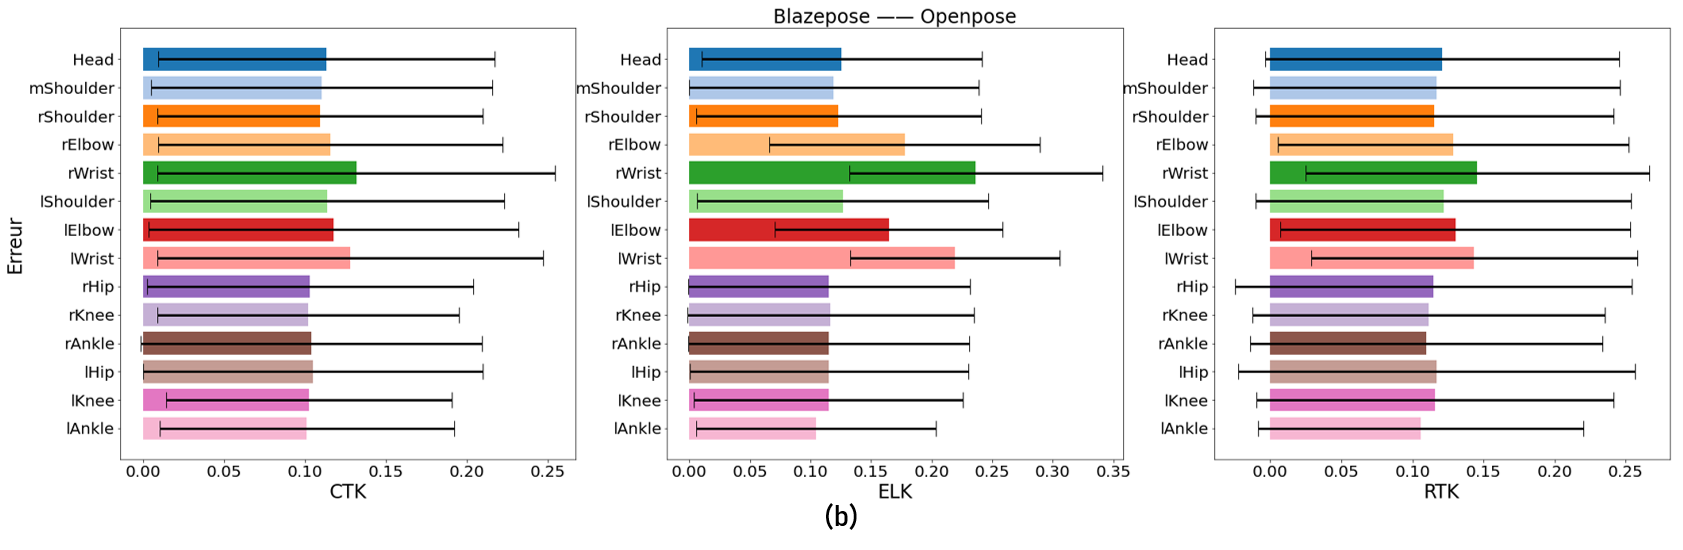 Blazepose —— Openpose
Erreur
Head
mShoulder
rShoulder
rElbow
rWrist
lShoulder
lElbow
lWrist
rHip
rKnee
rAnkle
lHip
lKnee
lAnkle
0.00 0.05 0.10 0.15 0.20 0.25
CTK
Head
mShoulder
rShoulder
rElbow
rWrist
lShoulder
lElbow
lWrist
rHip
rKnee
rAnkle
lHip
lKnee
lAnkle
0.00 0.05 0.10 0.15 0.20 0.25 0.30 0.35
ELK
Head
mShoulder
rShoulder
rElbow
rWrist
lShoulder
lElbow
lWrist
rHip
rKnee
rAnkle
lHip
lKnee
lAnkle
0.00 0.05 0.10 0.15 0.20 0.25
RTK
(b)